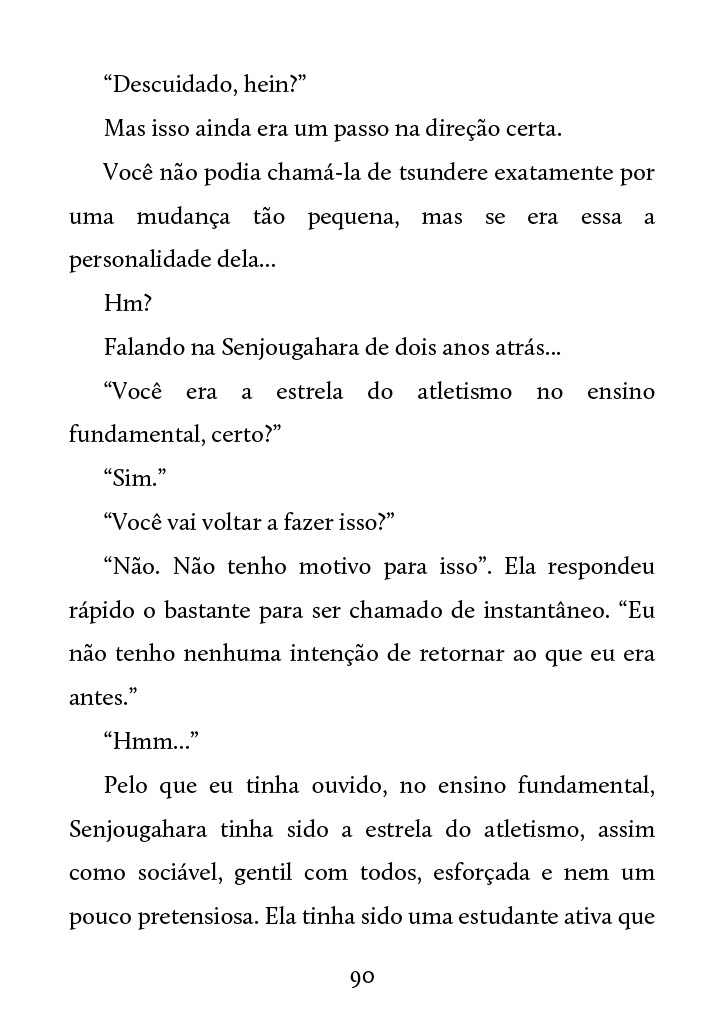 “Descuidado, hein?”
Mas isso ainda era um passo na direção certa.
Você não podia chamá-la de tsundere exatamente por
uma mudança tão pequena, mas se era essa a
personalidade dela...
Hm?
Falando na Senjougahara de dois anos atrás...
“Você era a estrela do atletismo no ensino
fundamental, certo?”
“Sim.”
“Você vai voltar a fazer isso?”
“Não. Não tenho motivo para isso”. Ela respondeu
rápido o bastante para ser chamado de instantâneo. “Eu
não tenho nenhuma intenção de retornar ao que eu era
antes.”
“Hmm...”
Pelo que eu tinha ouvido, no ensino fundamental,
Senjougahara tinha sido a estrela do atletismo, assim
como sociável, gentil com todos, esforçada e nem um
pouco pretensiosa. Ela tinha sido uma estudante ativa que
90